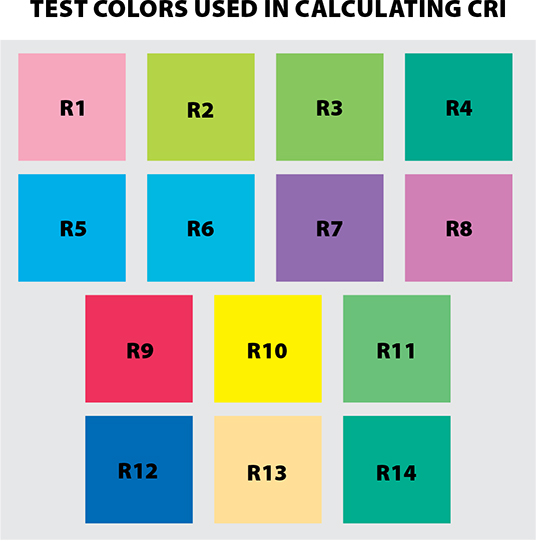 TEST COLORS USED IN CALCULATING CRI
R1 R2 R3 R4
R5 R6 R7 R8
R9 R10 R11
R12 R13 R14